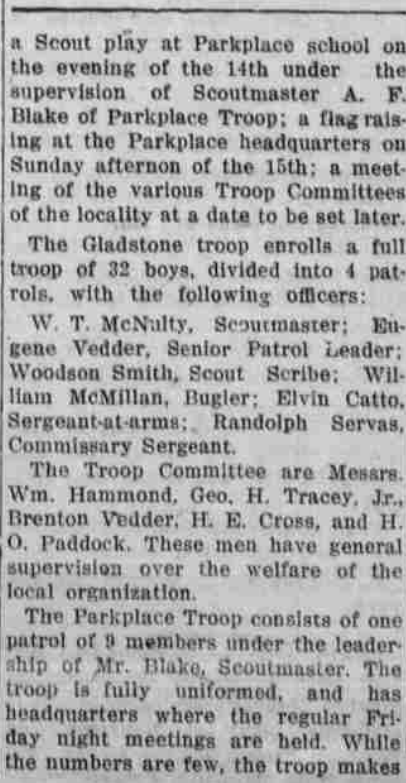 a Scout play at Parkplace school on
the evening of the 14th under the
supervision of Scoutmaster A. F.
Blake of Parkplace Troop; a flag rais-
ing at the Parkplace headquarters on
Sunday afternon of the 15th; a meet-
ing of the various Troop Committees
of the locality at a date to be set later.
The Gladstone troop enrolls a full
troop of 32 boys, divided into 4 pat-
rols, with the following officers:
W. T. McNulty, Scoutmaster; Eu-
gene Vedder, Senior Patrol Leader;
Woodson Smith, Scout Scribe; Wil-
liam McMillan, Bugler; Elvin Catto,
Sergeant-at-arms; Randolph Servas,
Commissary Sergeant.
The Troop Committee are Messrs.
Wm. Hammond, Geo. H. Tracey, Jr.,
Brenton Vedder, H. E. Cross, and H.
O. Paddock. These men have general
supervision over the welfare of the
local organization.
The Parkplace Troop consists of one
patrol of 9 members under the leader-
ship of Mr. Blake, Scoutmaster. The
troop is fully uniformed, and has
headquarters where the regular Fri-
day night meetings are held. While
the numbers are few, the troop makes